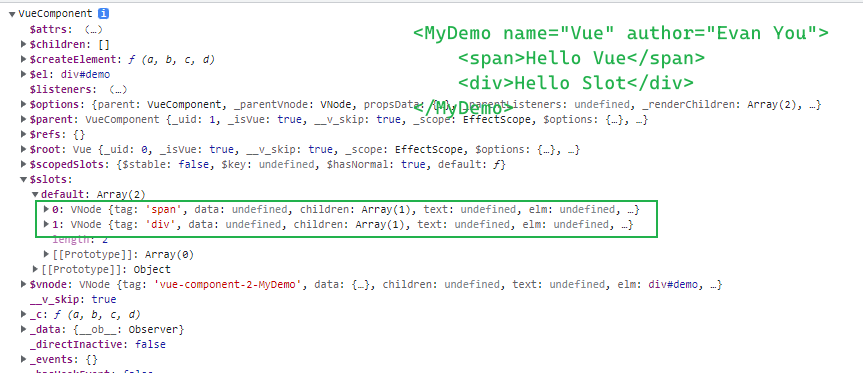 VueComponent i
$attrs: (…)
<MyDemo name="Vue" author="Evan You">
$children: []
<span>Hello Vue</span>
$createElement: ƒ (a, b, c, d)
<div>Hello Slot</div>
$el: div#demo
</MyDemo>
$listeners: (…)
$options: {parent: VueComponent, _parentVnode: VNode, propsData: {…}, _parentListeners: undefined, _renderChildren: Array(2), …}
$parent: VueComponent {_uid: 1, _isVue: true, __v_skip: true, _scope: EffectScope, $options: {…}, …}
$refs: {}
$root: Vue {_uid: 0, _isVue: true, __v_skip: true, _scope: EffectScope, $options: {…}, …}
$scopedSlots: {$stable: false, $key: undefined, $hasNormal: true, default: ƒ}
$slots:
default: Array(2)
0: VNode {tag: 'span', data: undefined, children: Array(1), text: undefined, elm: undefined, …}
1: VNode {tag: 'div', data: undefined, children: Array(1), text: undefined, elm: undefined, …}
length: 2
[[Prototype]]: Array(0)
[[Prototype]]: Object
$vnode: VNode {tag: 'vue-component-2-MyDemo', data: {…}, children: undefined, text: undefined, elm: div#demo, …}
__v_skip: true
_c: ƒ (a, b, c, d)
_data: {__ob__: Observer}
_directInactive: false
_events: {}